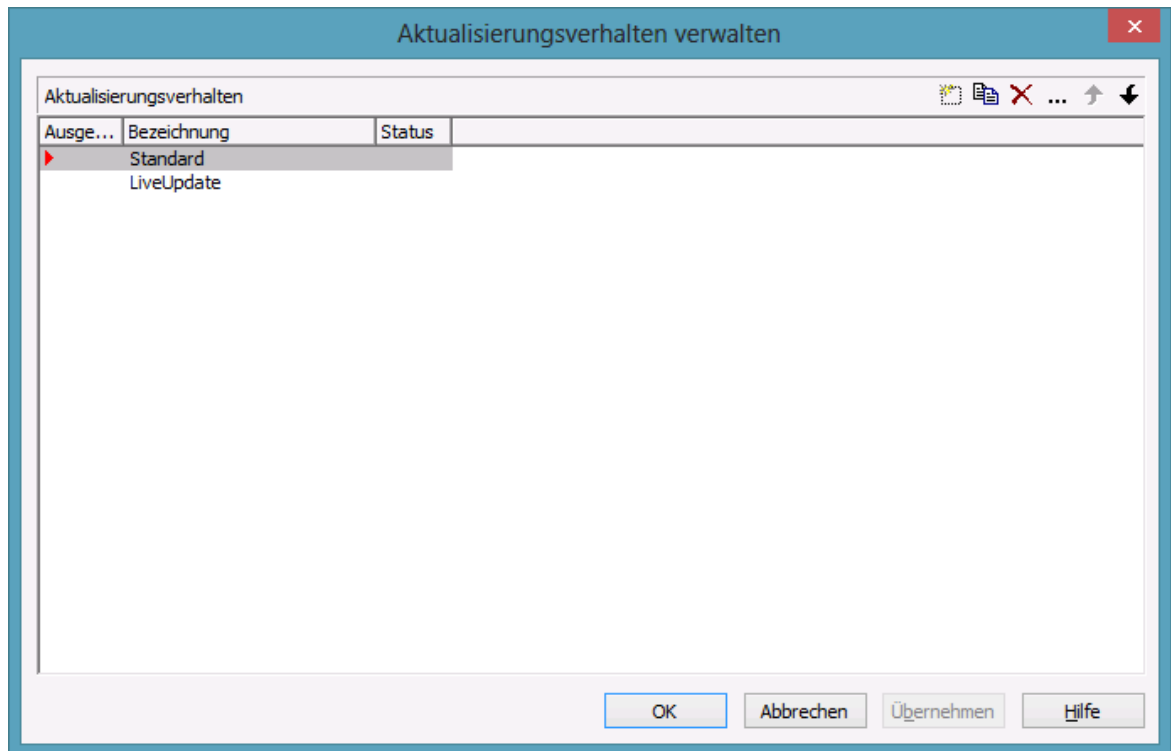 Aktualisierungsverhalten verwalten
Aktualisierungsverhalten
Ausge... Bezeichnung Status
Standard
LiveUpdate
OK Abbrechen Übernehmen Hilfe